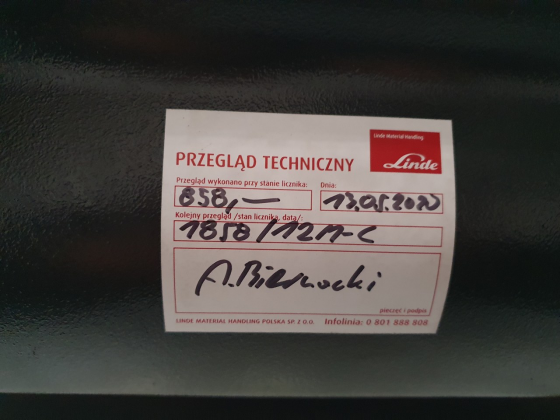 Linde Material Handling
Linde
PRZEGLĄD TECHNICZNY
Przegląd wykonano przy stanie licznika:
Dnia:
858,—
13.05.2020
Kolejny przegląd /stan licznika, data/:
1858/12M-C
pieczęć i podpis
LINDE MATERIAL HANDLING POLSKA SP. Z O.O.
Infolinia: 0 801 888 808